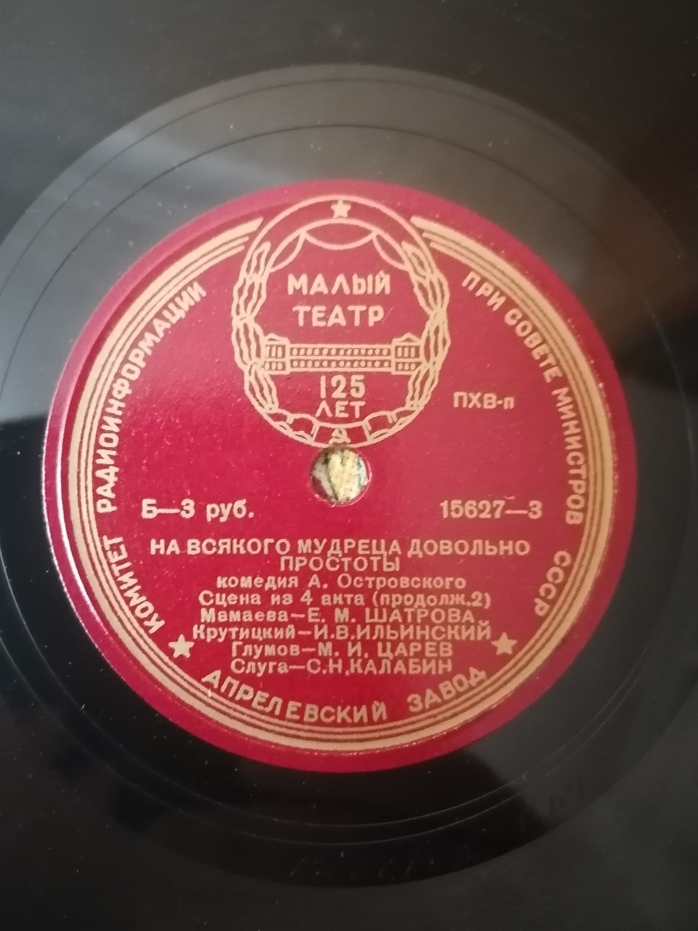 МАЛЫЙ
ТЕАТР
125
ЛЕТ
КОМИТЕТ РАДИОИНФОРМАЦИИ
ПРИ СОВЕТЕ МИНИСТРОВ СССР
ПХВ-п
Б—3 руб.
15627—3
НА ВСЯКОГО МУДРЕЦА ДОВОЛЬНО
ПРОСТОТЫ
комедия А. Островского
Сцена из 4 акта (продолж.2)
Мамаева—Е. М. ШАТРОВА
Крутицкий—И.В.ИЛЬИНСКИЙ
Глумов—М. И. ЦАРЕВ
Слуга—С.Н.КАЛАБИН
АПРЕЛЕВСКИЙ ЗАВОД